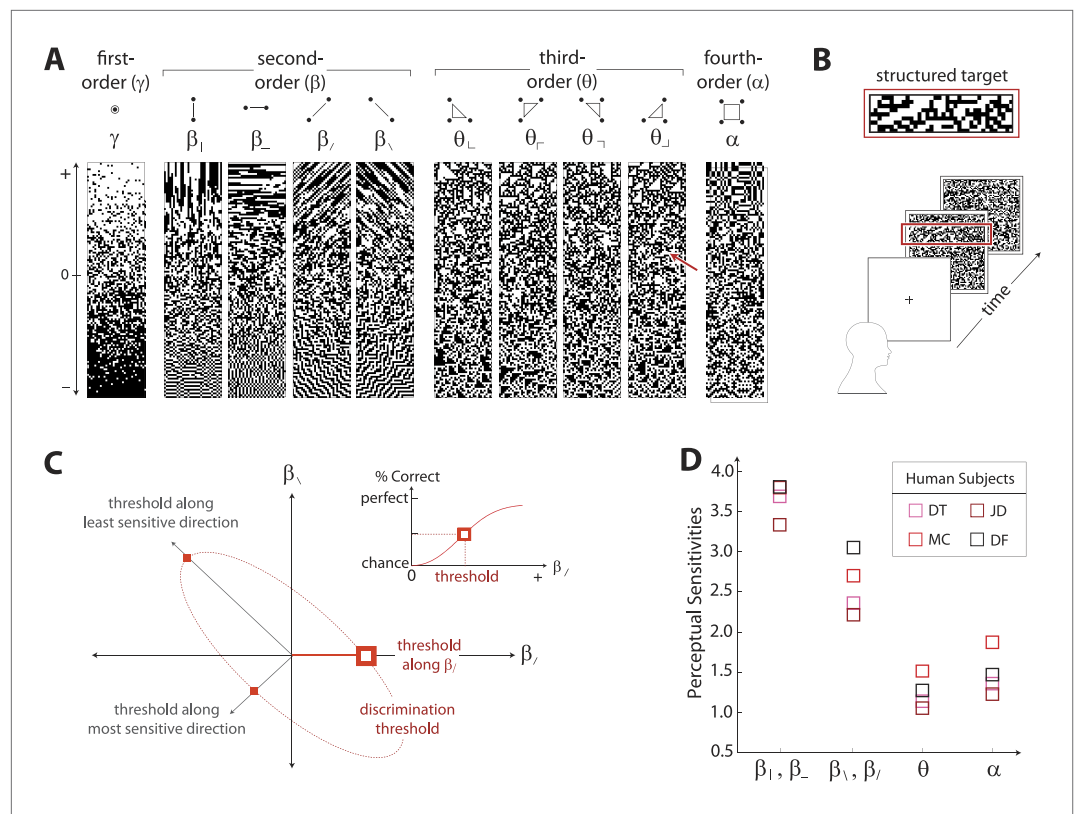 A
first-
order (γ)
second-
order (β)
third-
order (θ)
fourth-
order (α)
γ
β| β_ β/ β\
θ∟ θ┌ θ┐ θ┘
α
+
0
−
B
structured target
+
time
C
β\
threshold along
least sensitive direction
% Correct
perfect
chance
0
threshold
+
β/
threshold
along β/
β/
threshold along
most sensitive direction
discrimination
threshold
D
Perceptual Sensitivities
4.0
3.5
3.0
2.5
2.0
1.5
1.0
0.5
Human Subjects
DT JD
MC DF
β| , β_ β\ , β/ θ α